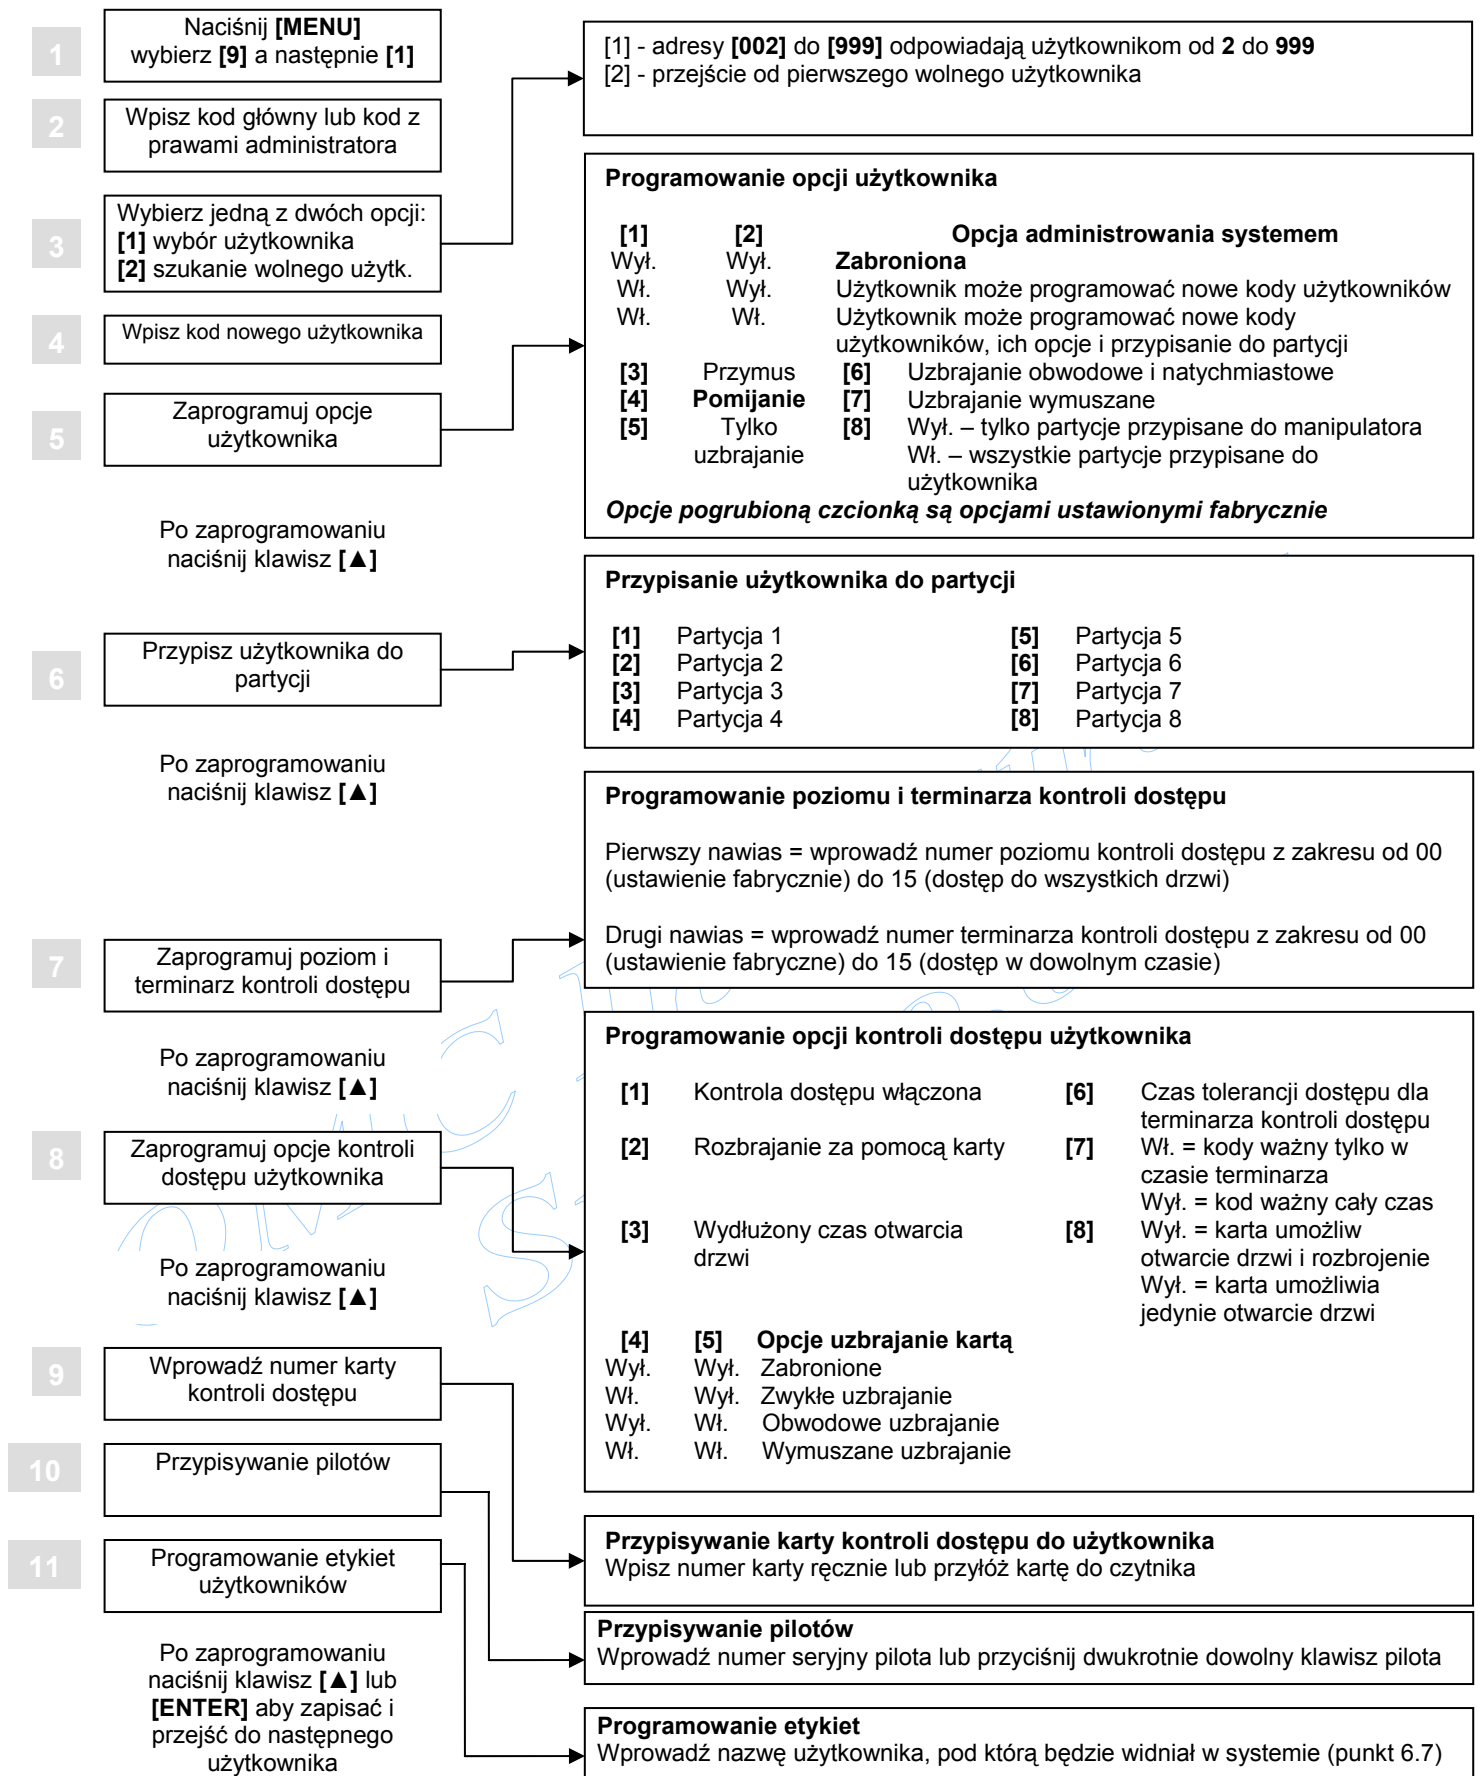 1
Naciśnij [MENU]
wybierz [9] a następnie [1]
2
Wpisz kod główny lub kod z
prawami administratora
3
Wybierz jedną z dwóch opcji:
[1] wybór użytkownika
[2] szukanie wolnego użytk.
[1] - adresy [002] do [999] odpowiadają użytkownikom od 2 do 999
[2] - przejście od pierwszego wolnego użytkownika
4
Wpisz kod nowego użytkownika
5
Zaprogramuj opcje
użytkownika
Po zaprogramowaniu
naciśnij klawisz [▲]
Programowanie opcji użytkownika
[1] [2] Opcja administrowania systemem
Wył. Wył. Zabroniona
Wł. Wył. Użytkownik może programować nowe kody użytkowników
Wł. Wł. Użytkownik może programować nowe kody
użytkowników, ich opcje i przypisanie do partycji
[3] Przymus [6] Uzbrajanie obwodowe i natychmiastowe
[4] Pomijanie [7] Uzbrajanie wymuszane
[5] Tylko [8] Wył. – tylko partycje przypisane do manipulatora
uzbrajanie Wł. – wszystkie partycje przypisane do
użytkownika
Opcje pogrubioną czcionką są opcjami ustawionymi fabrycznie
6
Przypisz użytkownika do
partycji
Po zaprogramowaniu
naciśnij klawisz [▲]
Przypisanie użytkownika do partycji
[1] Partycja 1 [5] Partycja 5
[2] Partycja 2 [6] Partycja 6
[3] Partycja 3 [7] Partycja 7
[4] Partycja 4 [8] Partycja 8
7
Zaprogramuj poziom i
terminarz kontroli dostępu
Po zaprogramowaniu
naciśnij klawisz [▲]
Programowanie poziomu i terminarza kontroli dostępu
Pierwszy nawias = wprowadź numer poziomu kontroli dostępu z zakresu od 00
(ustawienie fabrycznie) do 15 (dostęp do wszystkich drzwi)
Drugi nawias = wprowadź numer terminarza kontroli dostępu z zakresu od 00
(ustawienie fabryczne) do 15 (dostęp w dowolnym czasie)
8
Zaprogramuj opcje kontroli
dostępu użytkownika
Po zaprogramowaniu
naciśnij klawisz [▲]
Programowanie opcji kontroli dostępu użytkownika
[1] Kontrola dostępu włączona [6] Czas tolerancji dostępu dla
terminarza kontroli dostępu
[2] Rozbrajanie za pomocą karty [7] Wł. = kody ważny tylko w
czasie terminarza
Wył. = kod ważny cały czas
[3] Wydłużony czas otwarcia [8] Wył. = karta umożliw
drzwi otwarcie drzwi i rozbrojenie
Wył. = karta umożliwia
jedynie otwarcie drzwi
[4] [5] Opcje uzbrajanie kartą
Wył. Wył. Zabronione
Wł. Wył. Zwykłe uzbrajanie
Wył. Wł. Obwodowe uzbrajanie
Wł. Wł. Wymuszane uzbrajanie
9
Wprowadź numer karty
kontroli dostępu
10
Przypisywanie pilotów
11
Programowanie etykiet
użytkowników
Po zaprogramowaniu
naciśnij klawisz [▲] lub
[ENTER] aby zapisać i
przejść do następnego
użytkownika
Przypisywanie karty kontroli dostępu do użytkownika
Wpisz numer karty ręcznie lub przyłóż kartę do czytnika
Przypisywanie pilotów
Wprowadź numer seryjny pilota lub przyciśnij dwukrotnie dowolny klawisz pilota
Programowanie etykiet
Wprowadź nazwę użytkownika, pod którą będzie widniał w systemie (punkt 6.7)